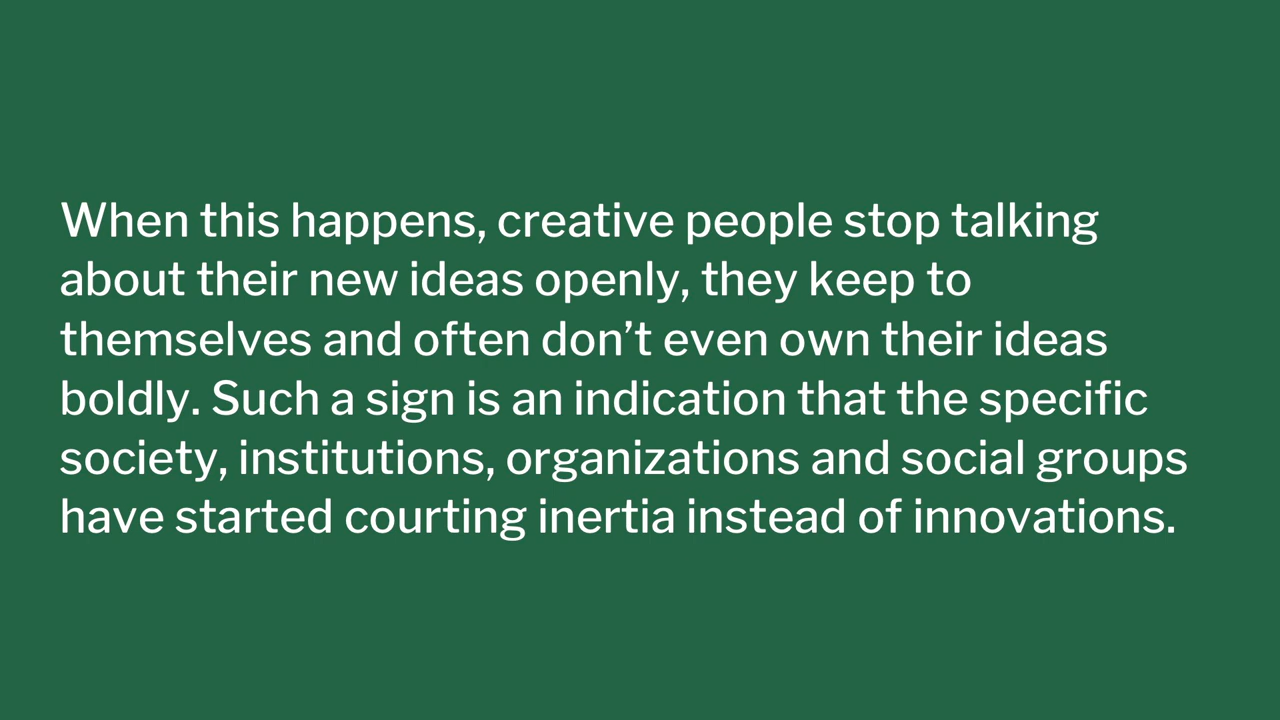 When this happens, creative people stop talking
about their new ideas openly, they keep to
themselves and often don’t even own their ideas
boldly. Such a sign is an indication that the specific
society, institutions, organizations and social groups
have started courting inertia instead of innovations.